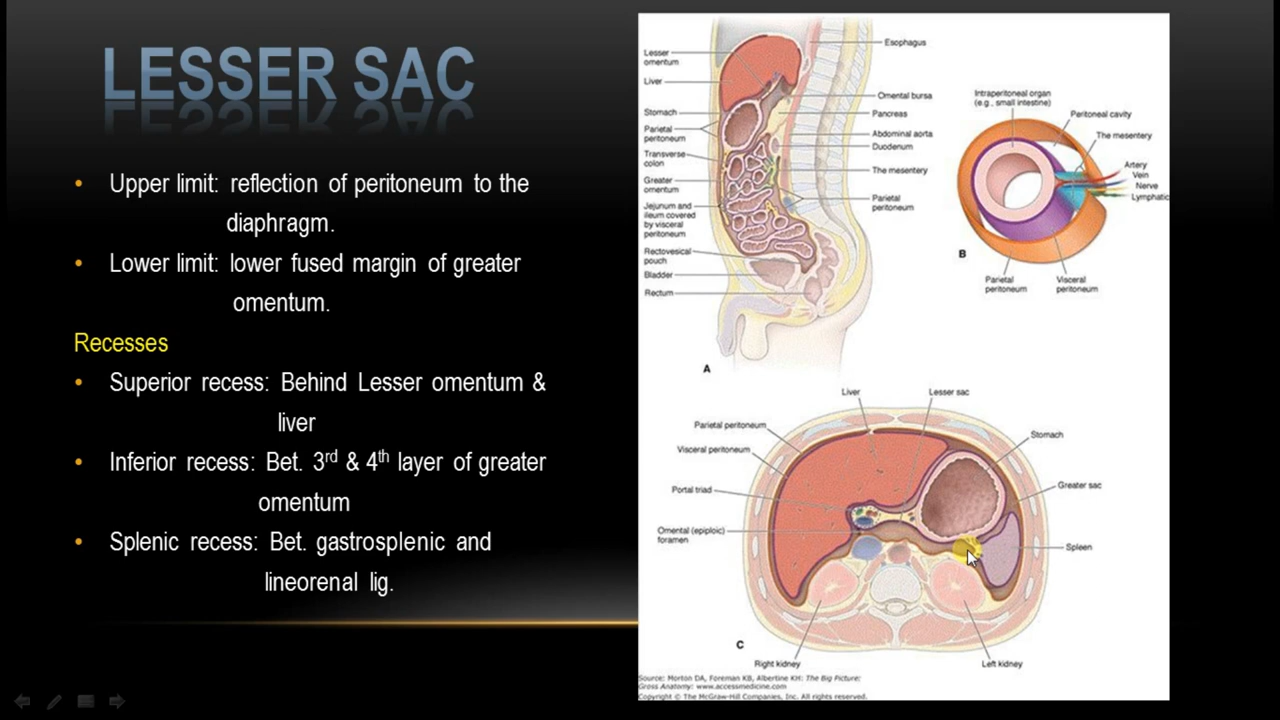 LESSER SAC
• Upper limit: reflection of peritoneum to the
diaphragm.
• Lower limit: lower fused margin of greater
omentum.
Recesses
• Superior recess: Behind Lesser omentum &
liver
• Inferior recess: Bet. 3rd & 4th layer of greater
omentum
• Splenic recess: Bet. gastrosplenic and
lineorenal lig.
Lesser
omentum
Liver
Stomach
Parietal
peritoneum
Transverse
colon
Greater
omentum
Jejunum and
ileum covered
by visceral
peritoneum
Rectovesical
pouch
Bladder
Rectum
Esophagus
Omental bursa
Pancreas
Abdominal aorta
Duodenum
The mesentery
Parietal
peritoneum
A
Intraperitoneal organ
(e.g., small intestine)
Peritoneal cavity
The mesentery
Artery
Vein
Nerve
Lymphatic
B
Parietal
peritoneum
Visceral
peritoneum
Liver
Lesser sac
Parietal peritoneum
Visceral peritoneum
Portal triad
Omental (epiploic)
foramen
Stomach
Greater sac
Spleen
C
Right kidney
Left kidney
Source: Morton DA, Foreman KB, Albertine KH: The Big Picture:
Gross Anatomy: www.accessmedicine.com
Copyright © The McGraw-Hill Companies, Inc. All rights reserved.